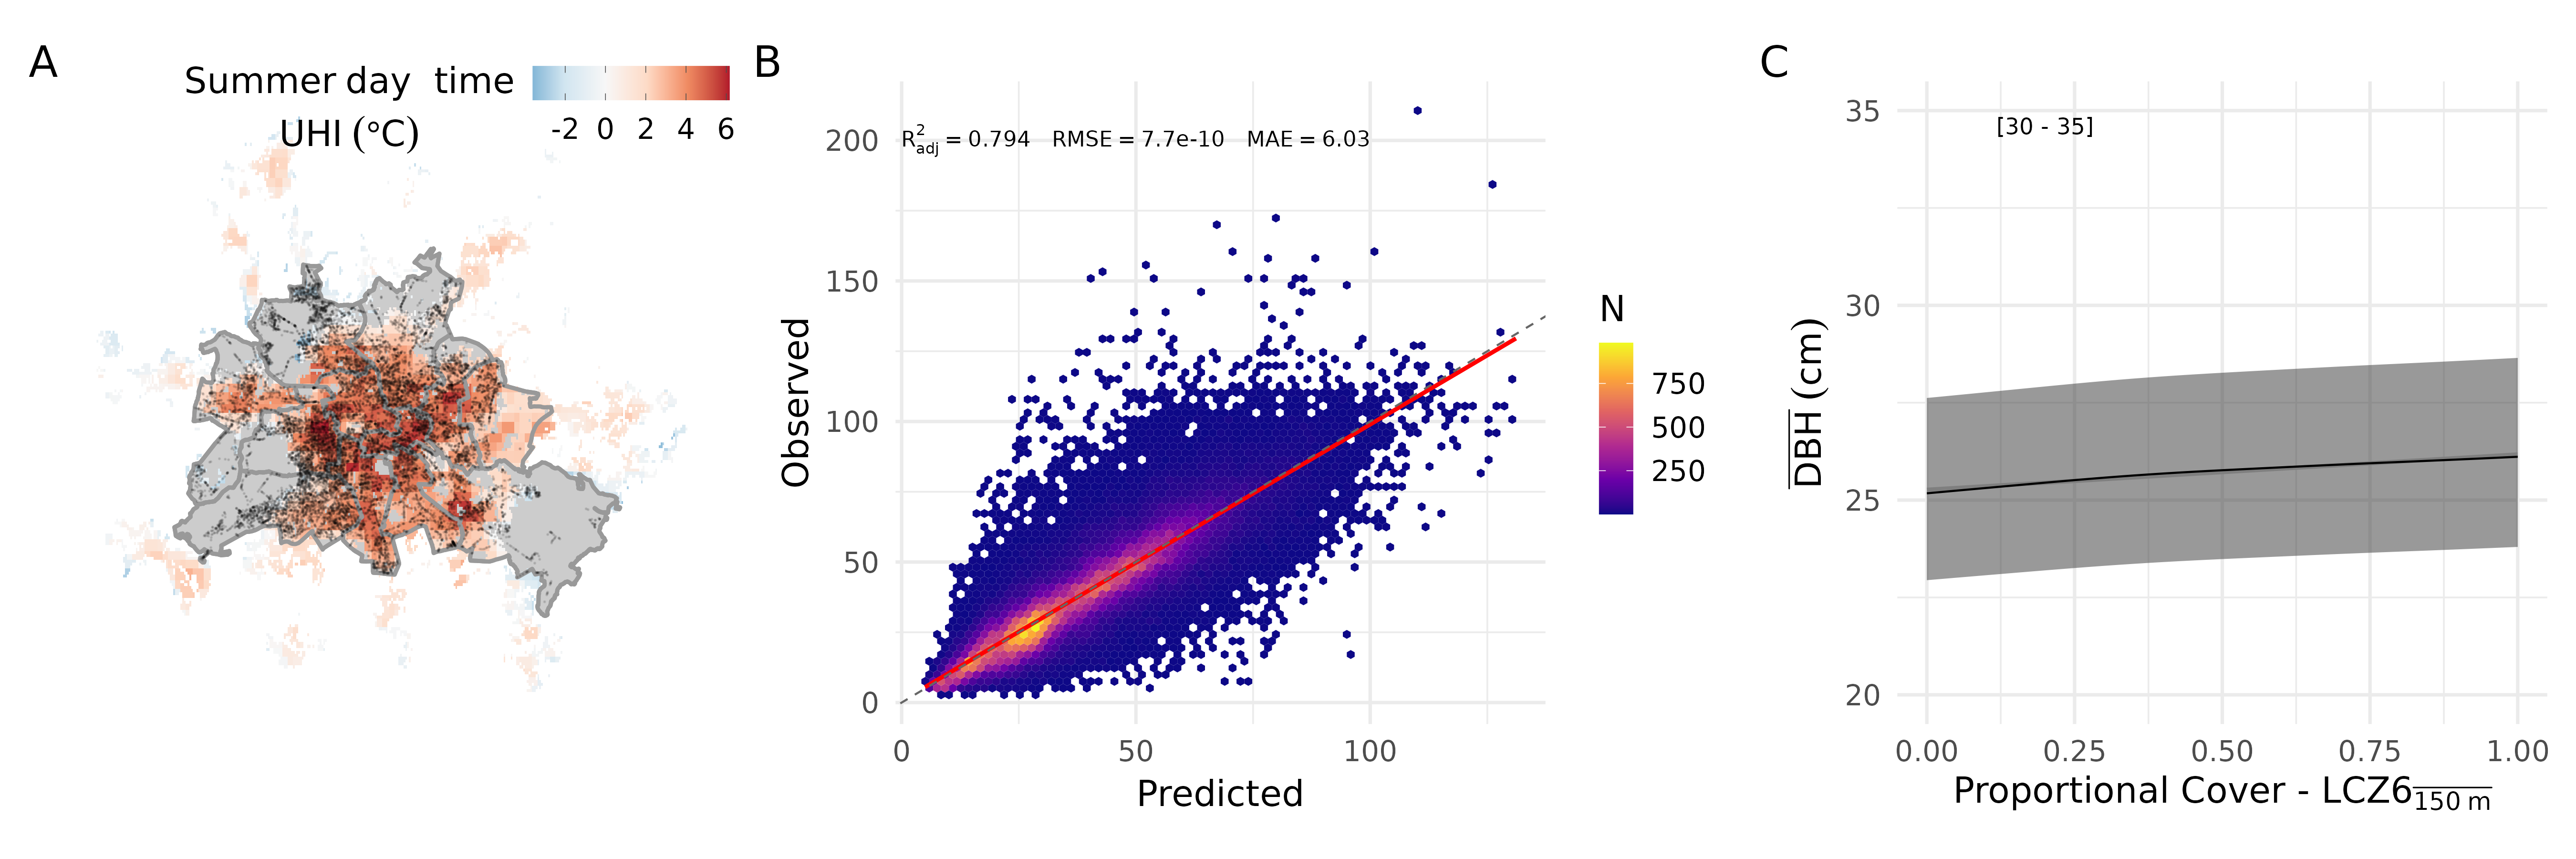 A
Summer day time
UHI (°C)
-2 0 2 4 6
B
R²adj = 0.794 RMSE = 7.7e-10 MAE = 6.03
200
150
100
50
0
Observed
0 50 100
Predicted
N
750
500
250
C
[30 - 35]
35
30
25
20
DBH (cm)
0.00 0.25 0.50 0.75 1.00
Proportional Cover - LCZ6 150 m